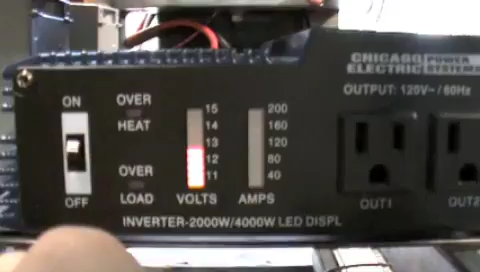 CHICAGO POWER
ELECTRIC SYSTEMS
OUTPUT: 120V~/60Hz
ON
OFF
OVER
HEAT
OVER
LOAD
15
14
13
12
11
VOLTS
200
160
120
80
40
AMPS
OUT1
OUT2
INVERTER-2000W/4000W LED DISPL